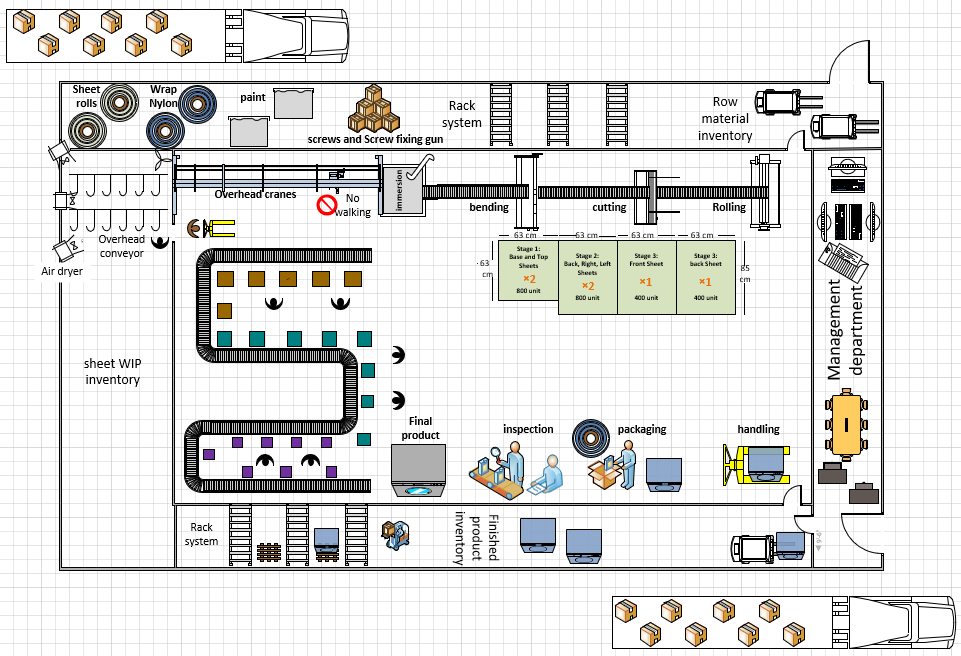 Sheet
rolls
Wrap
Nylon
paint
screws and Screw fixing gun
Rack
system
Row
material
inventory
Overhead cranes
No
walking
immersion
bending
cutting
Rolling
Overhead
conveyor
Air dryer
63 cm
63 cm
63 cm
63 cm
63
cm
85
cm
Stage 1:
Base and Top
Sheets
×2
800 unit
Stage 2:
Back, Right, Left
Sheets
×2
800 unit
Stage 3:
Front Sheet
×1
400 unit
Stage 3:
back Sheet
×1
400 unit
Management
department
sheet WIP
inventory
Final
product
inspection
packaging
handling
Rack
system
Finished
product
inventory